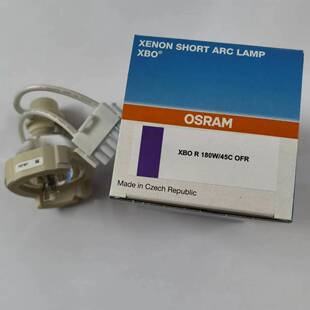 XENON SHORT ARC LAMP
XBO®
OSRAM
XBO R 180W/45C OFR
Made in Czech Republic